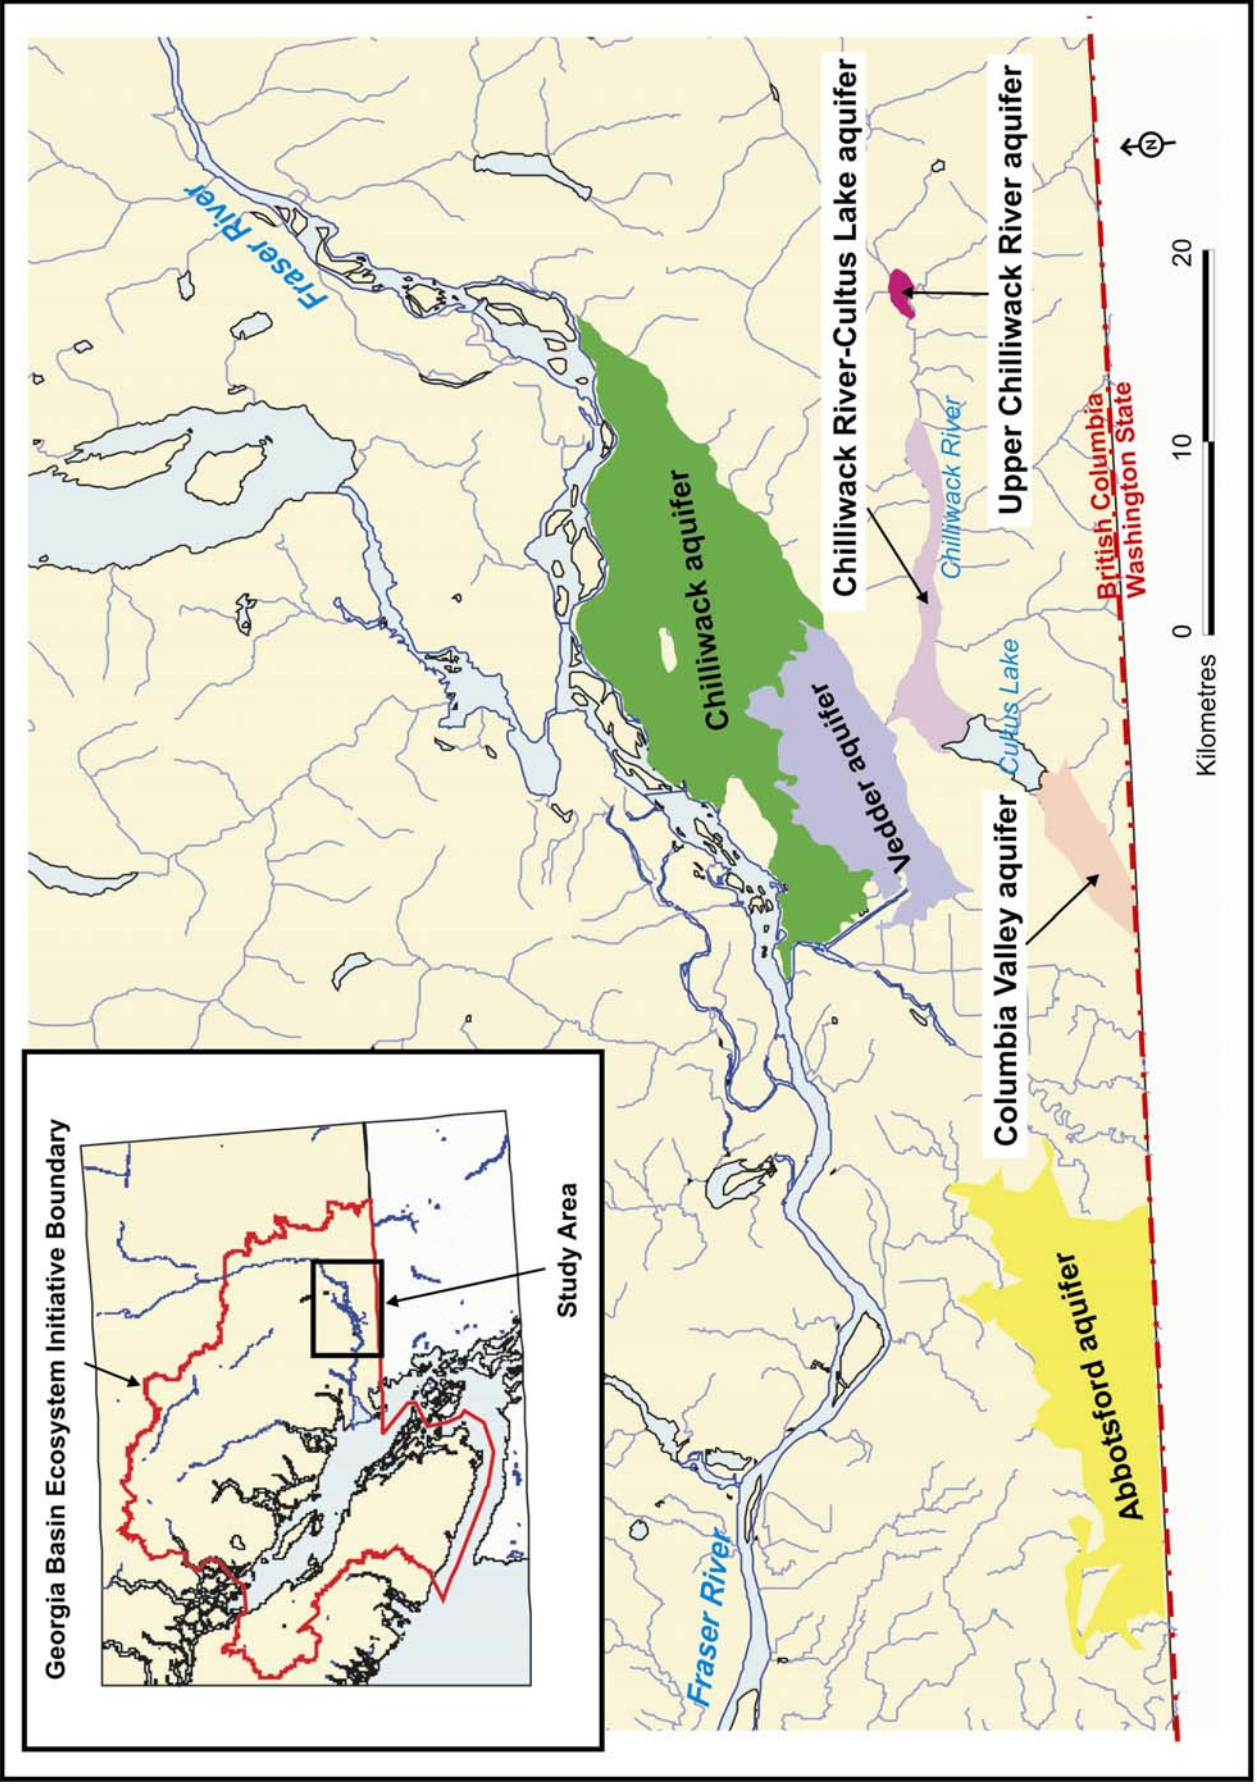 Georgia Basin Ecosystem Initiative Boundary
Study Area
Fraser River
Fraser River
Chilliwack aquifer
Vedder aquifer
Chilliwack River-Cultus Lake aquifer
Chilliwack River
Upper Chilliwack River aquifer
Cultus Lake
Columbia Valley aquifer
Abbotsford aquifer
British Columbia
Washington State
N
0 10 20
Kilometres